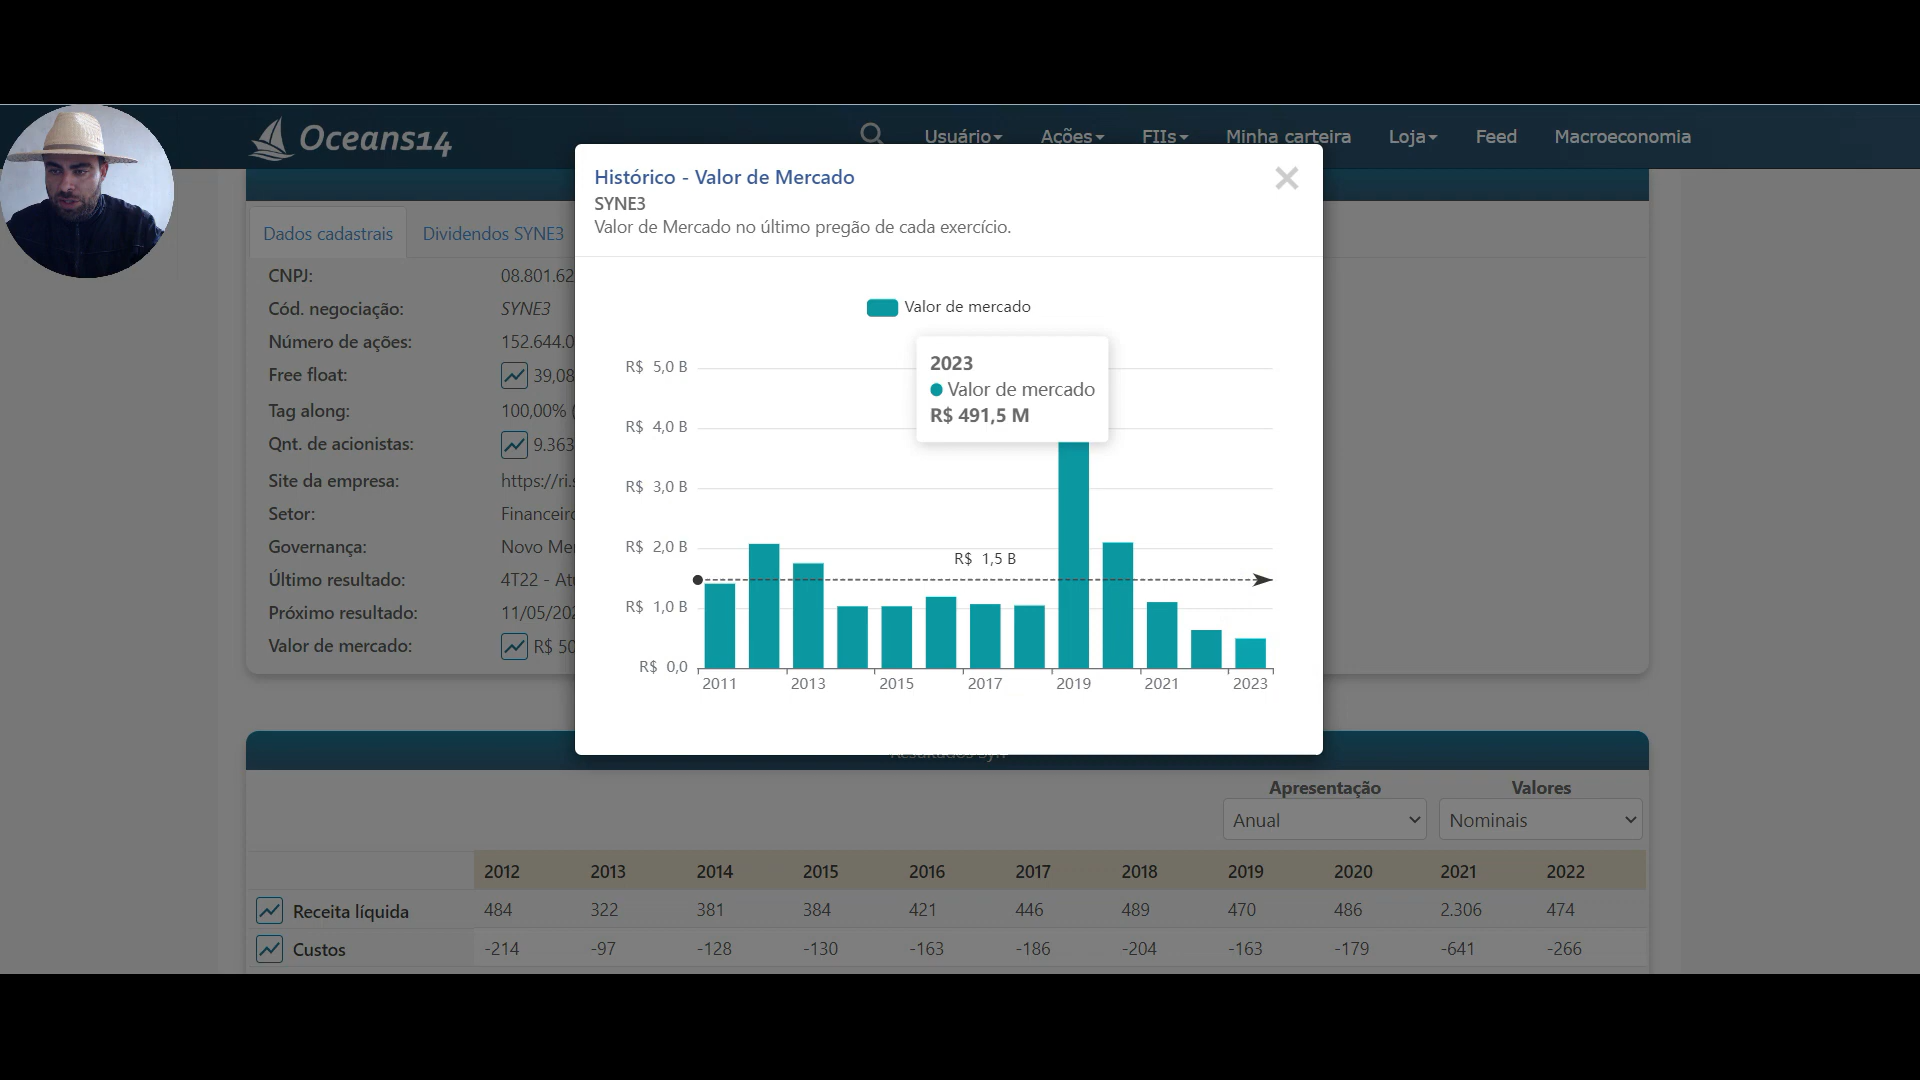 Oceans14
Usuário
Ações
FIIs
Minha carteira
Loja
Feed
Macroeconomia
Dados cadastrais
Dividendos SYNE3
CNPJ: 08.801.62
Cód. negociação: SYNE3
Número de ações: 152.644.0
Free float: 39,08
Tag along: 100,00% (
Qnt. de acionistas: 9.363
Site da empresa: https://ri.s
Setor: Financeiro
Governança: Novo Me
Último resultado: 4T22 - At
Próximo resultado: 11/05/202
Valor de mercado: R$ 50
Histórico - Valor de Mercado
SYNE3
Valor de Mercado no último pregão de cada exercício.
Valor de mercado
2023
Valor de mercado
R$ 491,5 M
R$ 5,0 B
R$ 4,0 B
R$ 3,0 B
R$ 2,0 B
R$ 1,5 B
R$ 1,0 B
R$ 0,0
2011 2013 2015 2017 2019 2021 2023
Apresentação Valores
Anual Nominais
2012 2013 2014 2015 2016 2017 2018 2019 2020 2021 2022
Receita líquida 484 322 381 384 421 446 489 470 486 2.306 474
Custos -214 -97 -128 -130 -163 -186 -204 -163 -179 -641 -266